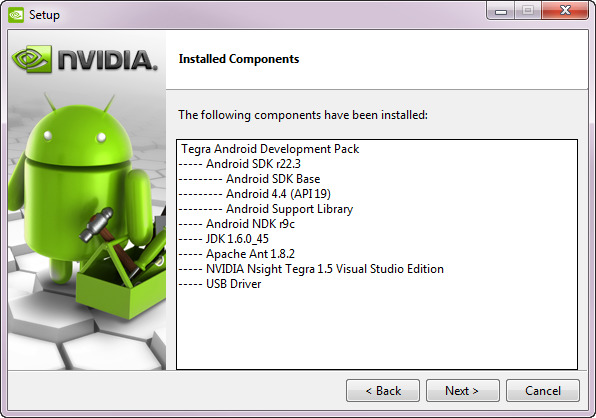 Setup
NVIDIA.
Installed Components
The following components have been installed:
Tegra Android Development Pack
----- Android SDK r22.3
--------- Android SDK Base
--------- Android 4.4 (API 19)
--------- Android Support Library
----- Android NDK r9c
----- JDK 1.6.0_45
----- Apache Ant 1.8.2
----- NVIDIA Nsight Tegra 1.5 Visual Studio Edition
----- USB Driver
< Back
Next >
Cancel